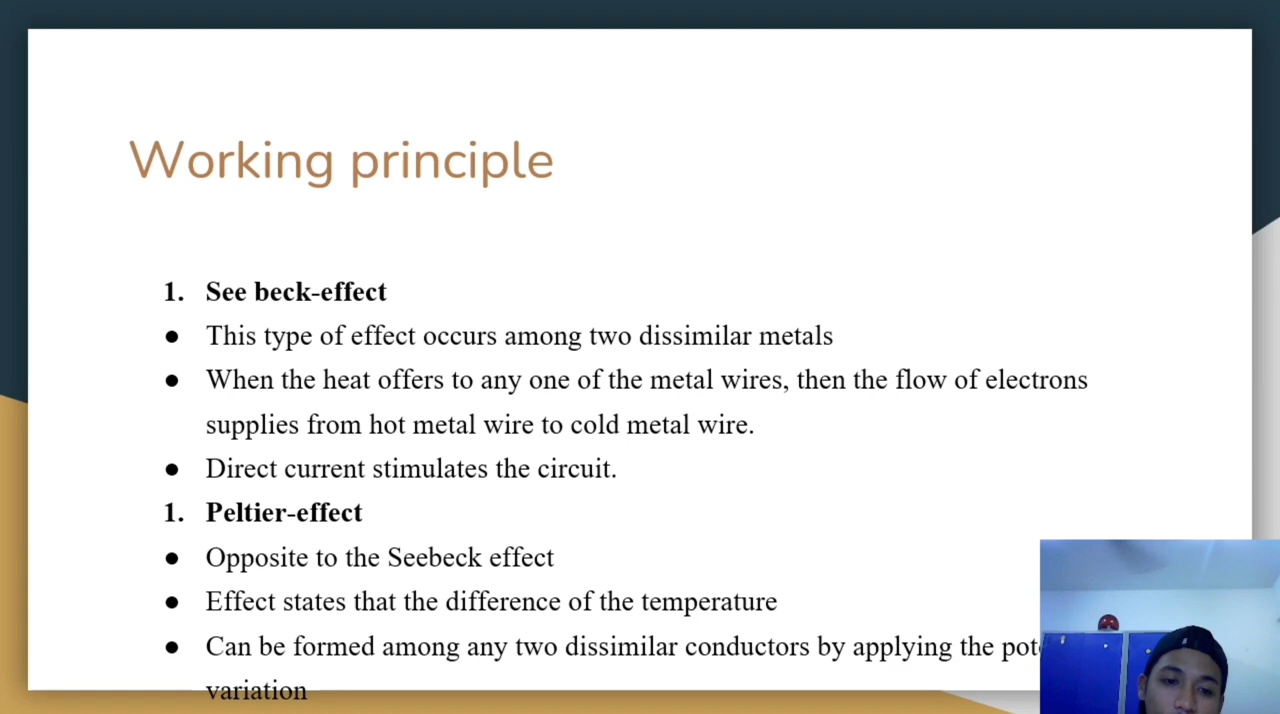 Working principle
1. See beck-effect
● This type of effect occurs among two dissimilar metals
● When the heat offers to any one of the metal wires, then the flow of electrons
supplies from hot metal wire to cold metal wire.
● Direct current stimulates the circuit.
1. Peltier-effect
● Opposite to the Seebeck effect
● Effect states that the difference of the temperature
● Can be formed among any two dissimilar conductors by applying the
variation